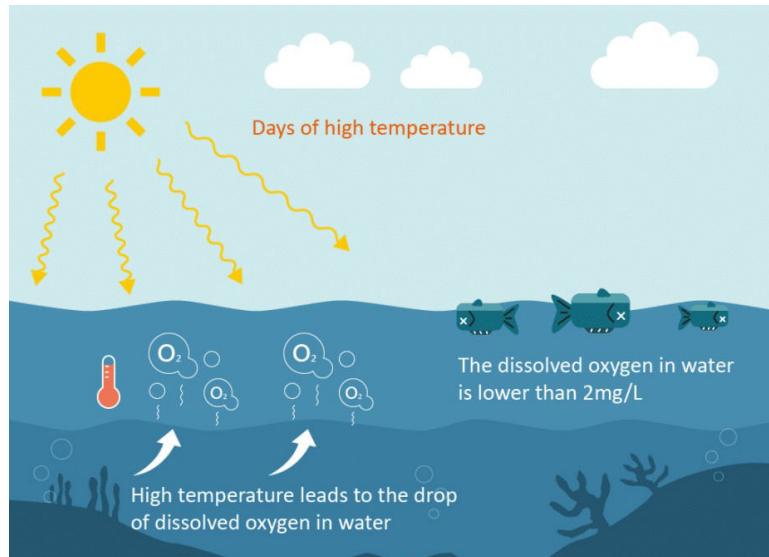 Days of high temperature
O₂
O₂
O₂
O₂
The dissolved oxygen in water
is lower than 2mg/L
High temperature leads to the drop
of dissolved oxygen in water